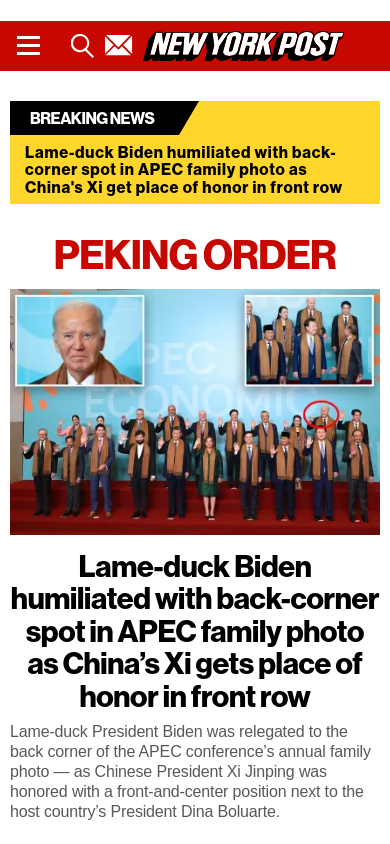 NEW YORK POST
BREAKING NEWS
Lame-duck Biden humiliated with back-
corner spot in APEC family photo as
China's Xi get place of honor in front row
PEKING ORDER
APEC
ECONOMIC
Lame-duck Biden
humiliated with back-corner
spot in APEC family photo
as China’s Xi gets place of
honor in front row
Lame-duck President Biden was relegated to the
back corner of the APEC conference’s annual family
photo — as Chinese President Xi Jinping was
honored with a front-and-center position next to the
host country’s President Dina Boluarte.